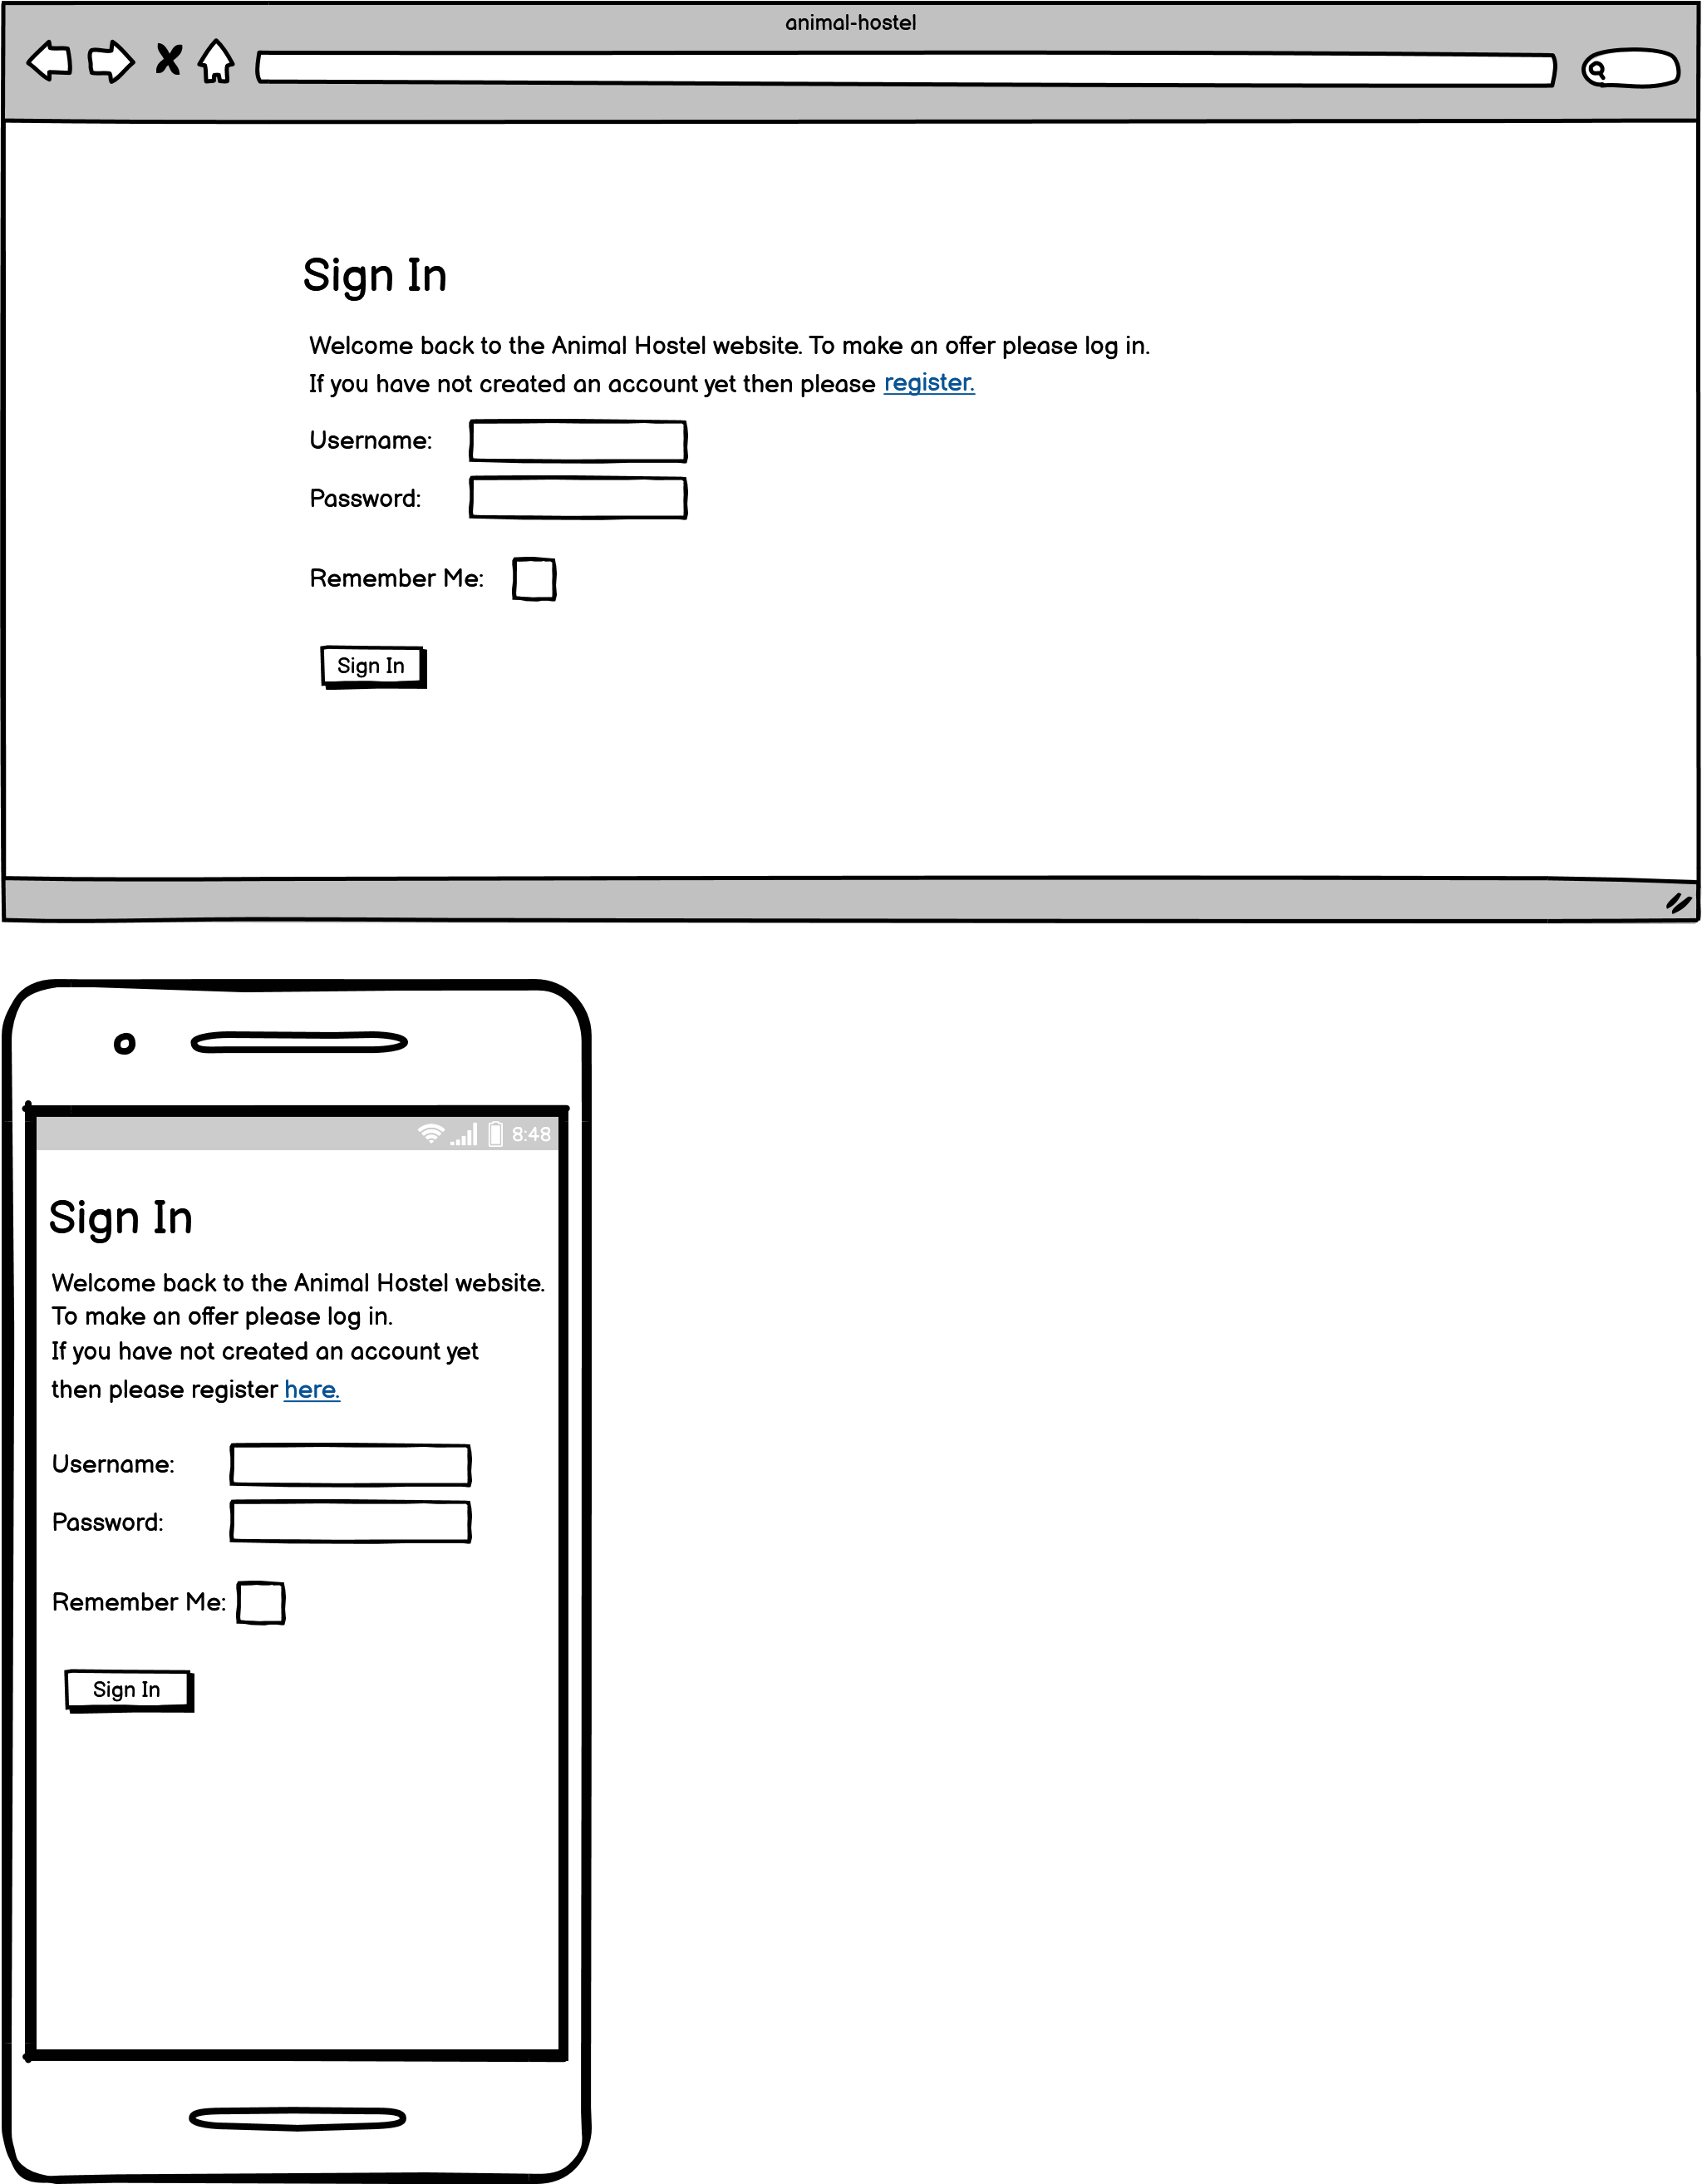 animal-hostel
Sign In
Welcome back to the Animal Hostel website. To make an offer please log in.
If you have not created an account yet then please register.
Username:
Password:
Remember Me:
Sign In
8:48
Sign In
Welcome back to the Animal Hostel website.
To make an offer please log in.
If you have not created an account yet
then please register here.
Username:
Password:
Remember Me:
Sign In